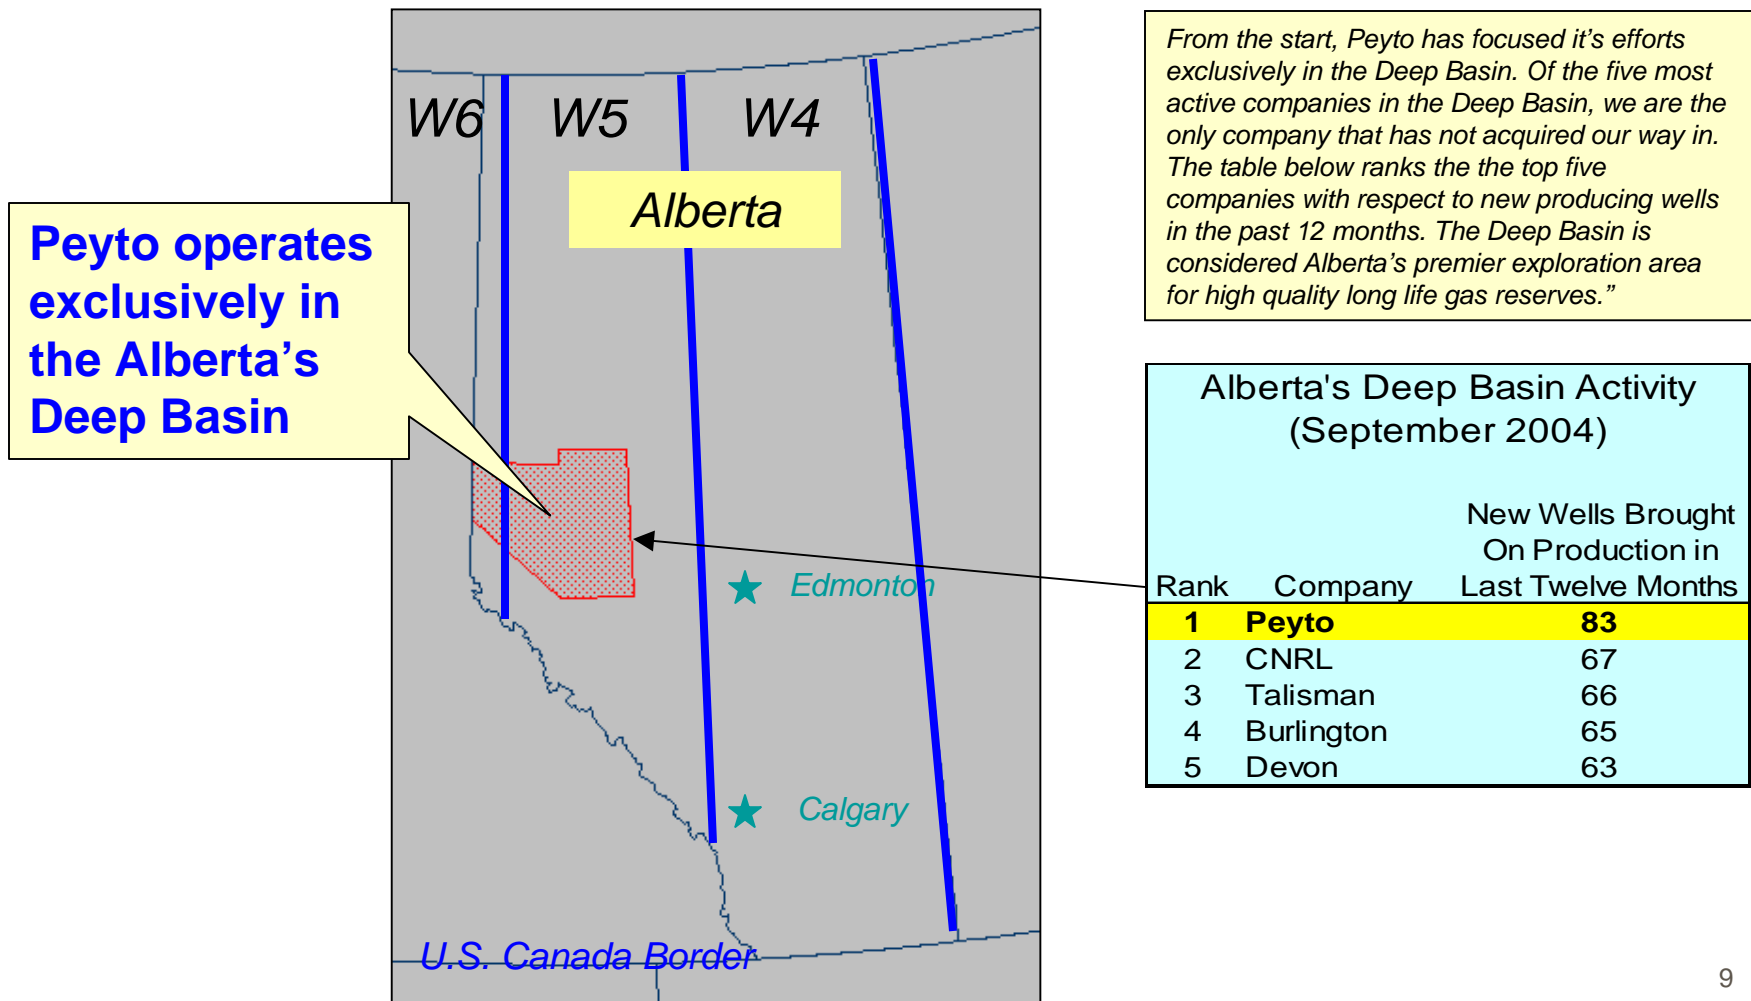 W6 W5 W4
Alberta
Peyto operates
exclusively in
the Alberta’s
Deep Basin
Edmonton
Calgary
U.S. Canada Border
From the start, Peyto has focused it’s efforts
exclusively in the Deep Basin. Of the five most
active companies in the Deep Basin, we are the
only company that has not acquired our way in.
The table below ranks the the top five
companies with respect to new producing wells
in the past 12 months. The Deep Basin is
considered Alberta’s premier exploration area
for high quality long life gas reserves.”
Alberta's Deep Basin Activity
(September 2004)
New Wells Brought
On Production in
Rank Company Last Twelve Months
1 Peyto 83
2 CNRL 67
3 Talisman 66
4 Burlington 65
5 Devon 63
9